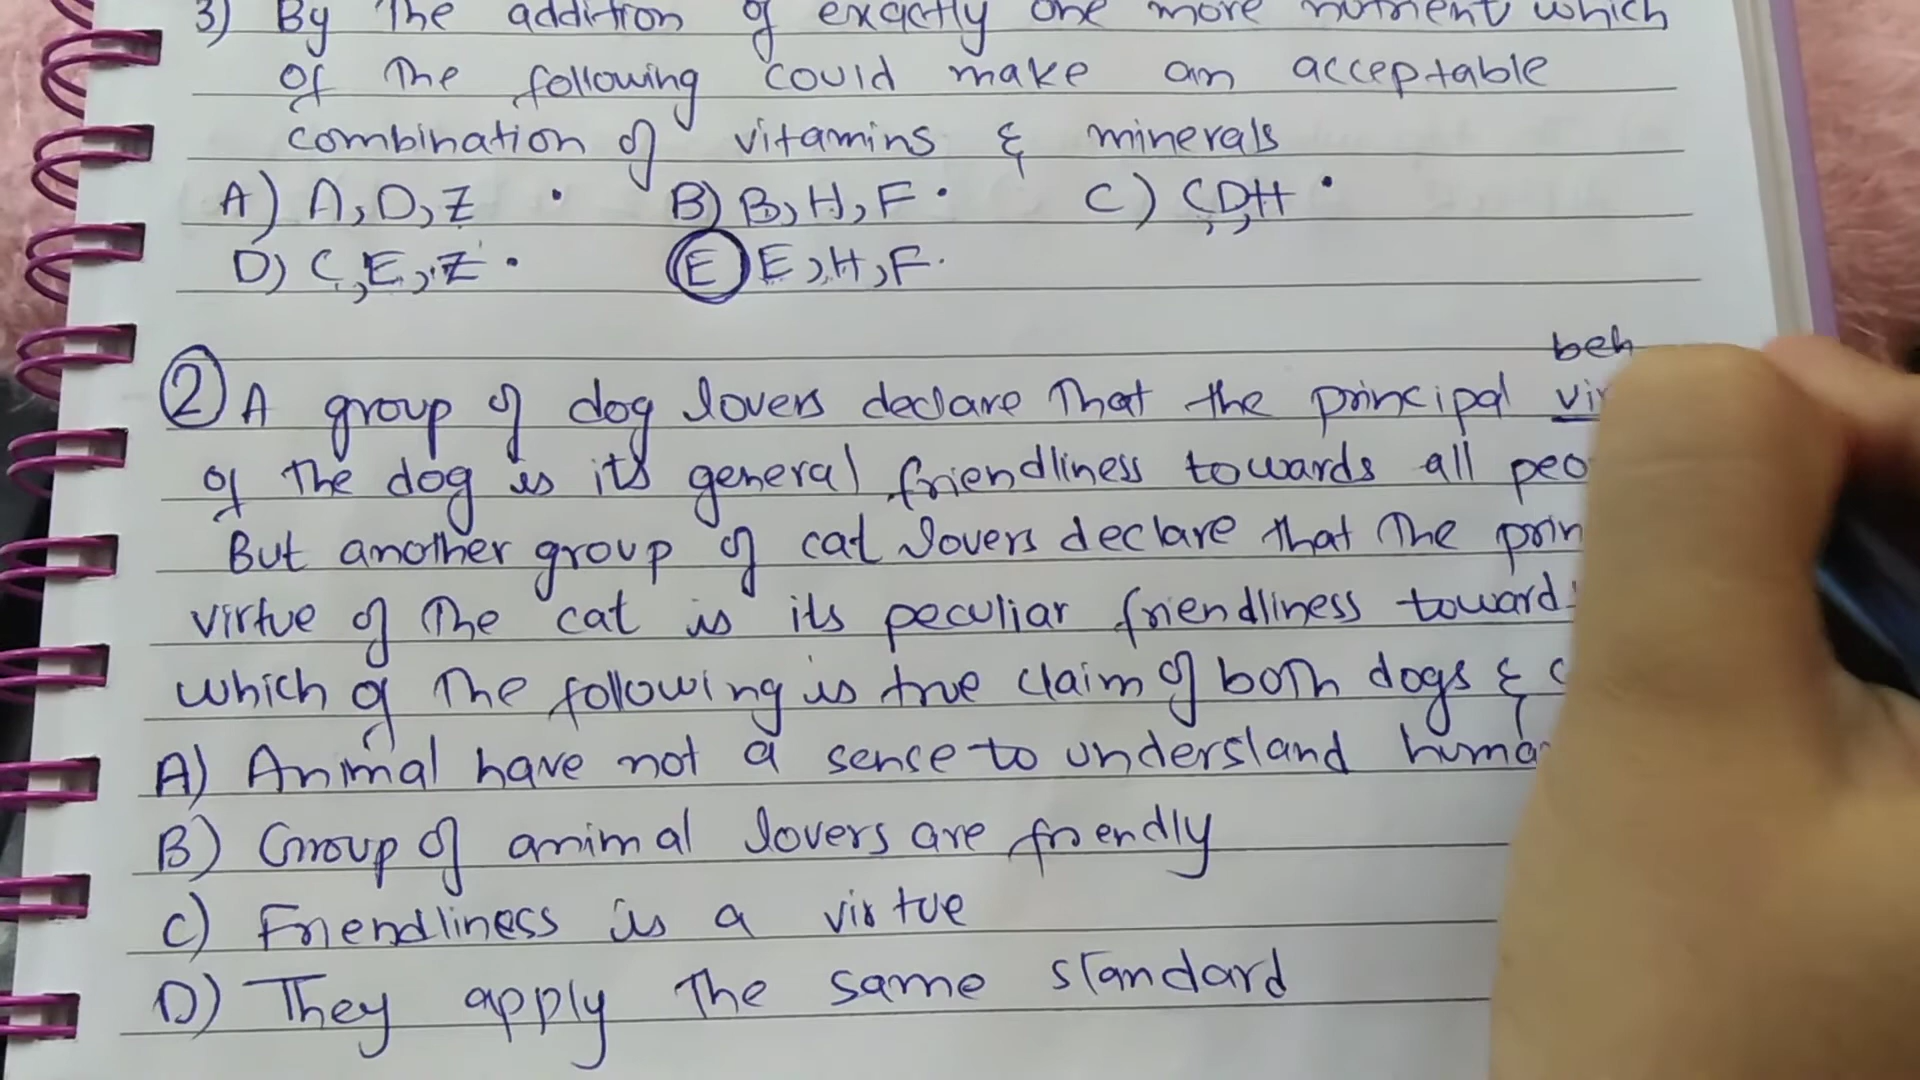 3) By the addition of exactly one more nutrient, which
of the following could make an acceptable
combination of vitamins & minerals
A) A, D, Z . B) B, H, F . C) C, D, H .
D) C, E, Z . E) E, H, F.
beh
2) A group of dog lovers declare that the principal
of the dog is its general friendliness towards all
But another group of cat lovers declare that the
virtue of the cat is its peculiar friendliness toward
which of the following is true claim of both dogs &
A) Animal have not a sense to understand
B) Group of animal lovers are friendly
C) Friendliness is a virtue
D) They apply the same standard